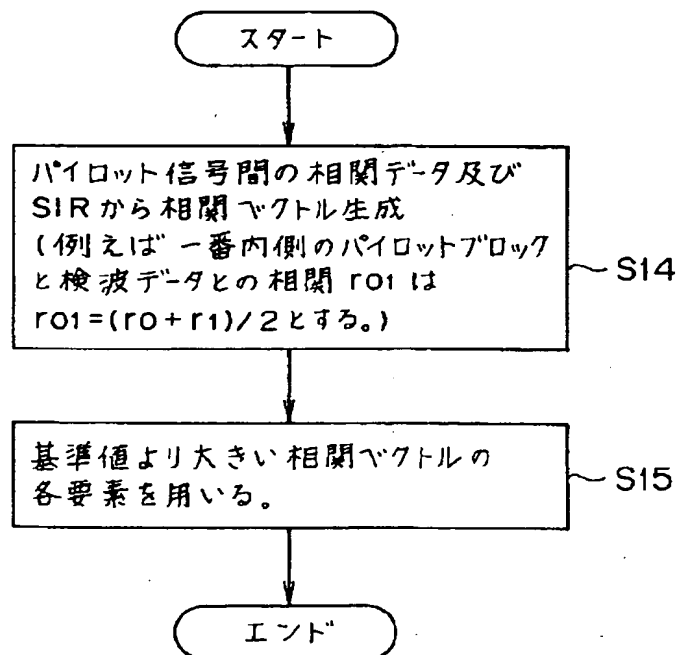 スタート
パイロット信号間の相関データ及び
SIRから相関ベクトル生成
(例えば一番内側のパイロットブロック
と検波データとの相関r01は
r01=(r0+r1)/2とする。)
S14
基準値より大きい相関ベクトルの
各要素を用いる。
S15
エンド